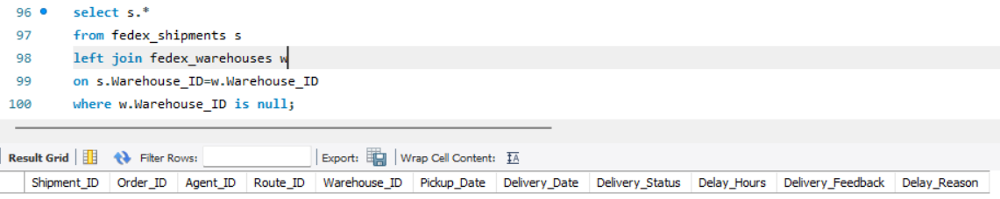 96 select s.*
97 from fedex_shipments s
98 left join fedex_warehouses w
99 on s.Warehouse_ID=w.Warehouse_ID
100 where w.Warehouse_ID is null;
Result Grid Filter Rows: Export: Wrap Cell Content: IA
Shipment_ID Order_ID Agent_ID Route_ID Warehouse_ID Pickup_Date Delivery_Date Delivery_Status Delay_Hours Delivery_Feedback Delay_Reason